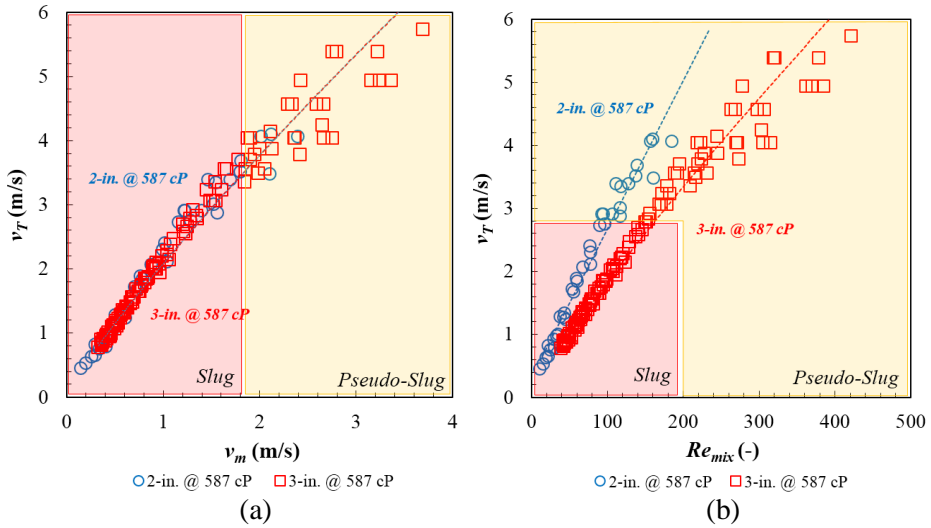 6
5
4
3
2
1
0
v_T (m/s)
2-in. @ 587 cP
3-in. @ 587 cP
Slug
Pseudo-Slug
0 1 2 3 4
v_m (m/s)
2-in. @ 587 cP 3-in. @ 587 cP
(a)
6
5
4
3
2
1
0
v_T (m/s)
2-in. @ 587 cP
3-in. @ 587 cP
Slug
Pseudo-Slug
0 100 200 300 400 500
Re_mix (-)
2-in. @ 587 cP 3-in. @ 587 cP
(b)